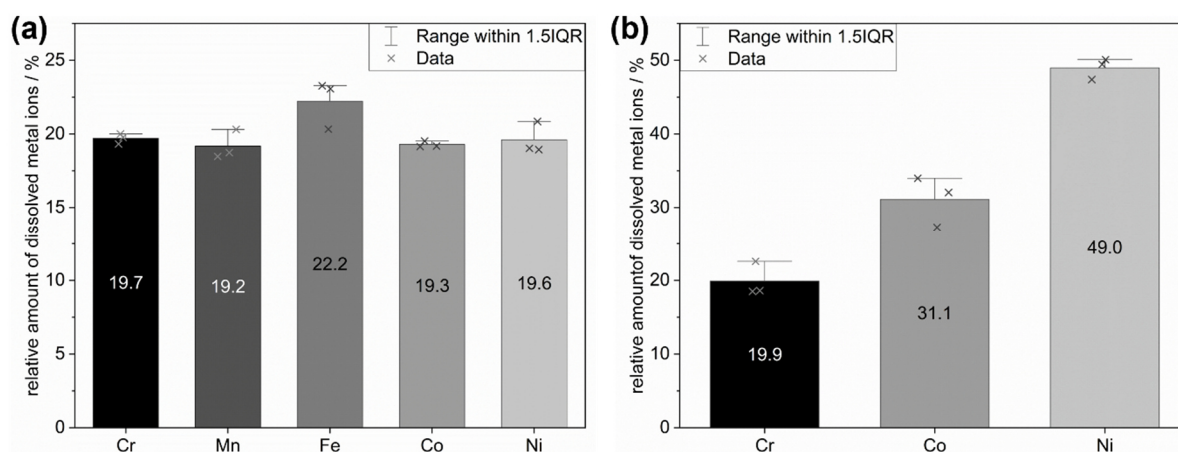 (a)
relative amount of dissolved metal ions / %
25
20
15
10
5
0
Range within 1.5IQR
Data
19.7
19.2
22.2
19.3
19.6
Cr
Mn
Fe
Co
Ni
(b)
relative amountof dissolved metal ions / %
50
40
30
20
10
0
Range within 1.5IQR
Data
19.9
31.1
49.0
Cr
Co
Ni